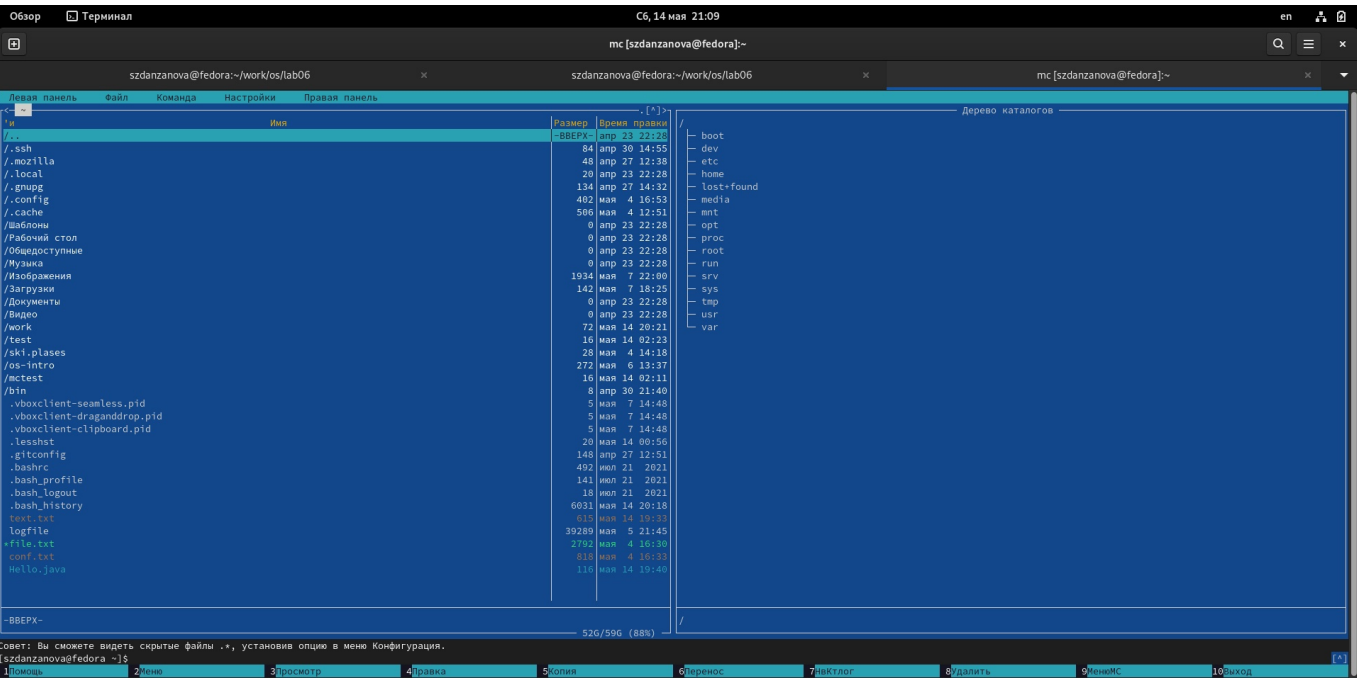 Обзор Терминал Сб, 14 мая 21:09 en
mc [szdanzanova@fedora]:~
szdanzanova@fedora:~/work/os/lab06 × szdanzanova@fedora:~/work/os/lab06 × mc [szdanzanova@fedora]:~ ×
Левая панель Файл Команда Настройки Правая панель
<- ~ .[^]> Дерево каталогов
'и Имя Размер Время правки /
/.. -ВВЕРХ- апр 23 22:28 boot
/.ssh 84 апр 30 14:55 dev
/.mozilla 48 апр 27 12:38 etc
/.local 20 апр 23 22:28 home
/.gnupg 134 апр 27 14:32 lost+found
/.config 402 мая 4 16:53 media
/.cache 506 мая 4 12:51 mnt
/Шаблоны 0 апр 23 22:28 opt
/Рабочий стол 0 апр 23 22:28 proc
/Общедоступные 0 апр 23 22:28 root
/Музыка 0 апр 23 22:28 run
/Изображения 1934 мая 7 22:00 srv
/Загрузки 142 мая 7 18:25 sys
/Документы 0 апр 23 22:28 tmp
/Видео 0 апр 23 22:28 usr
/work 72 мая 14 20:21 var
/test 16 мая 14 02:23
/ski.plases 28 мая 4 14:18
/os-intro 272 мая 6 13:37
/mctest 16 мая 14 02:11
/bin 8 апр 30 21:40
.vboxclient-seamless.pid 5 мая 7 14:48
.vboxclient-draganddrop.pid 5 мая 7 14:48
.vboxclient-clipboard.pid 5 мая 7 14:48
.lesshst 20 мая 14 00:56
.gitconfig 148 апр 27 12:51
.bashrc 492 июл 21 2021
.bash_profile 141 июл 21 2021
.bash_logout 18 июл 21 2021
.bash_history 6031 мая 14 20:18
text.txt 615 мая 14 19:33
logfile 39289 мая 5 21:45
*file.txt 2792 мая 4 16:30
conf.txt 818 мая 4 16:33
Hello.java 116 мая 14 19:40
-ВВЕРХ- /
52G/59G (88%)
Совет: Вы сможете видеть скрытые файлы .*, установив опцию в меню Конфигурация.
[szdanzanova@fedora ~]$ [^]
1Помощь 2Меню 3Просмотр 4Правка 5Копия 6Перенос 7НвКтлог 8Удалить 9МенюМС 10Выход